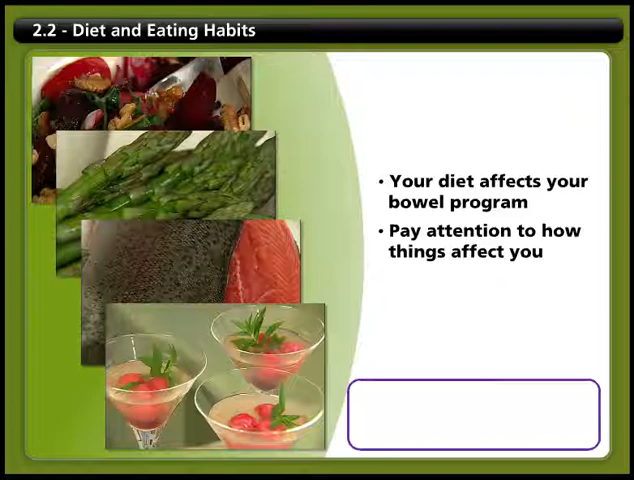 2.2 - Diet and Eating Habits
• Your diet affects your
bowel program
• Pay attention to how
things affect you